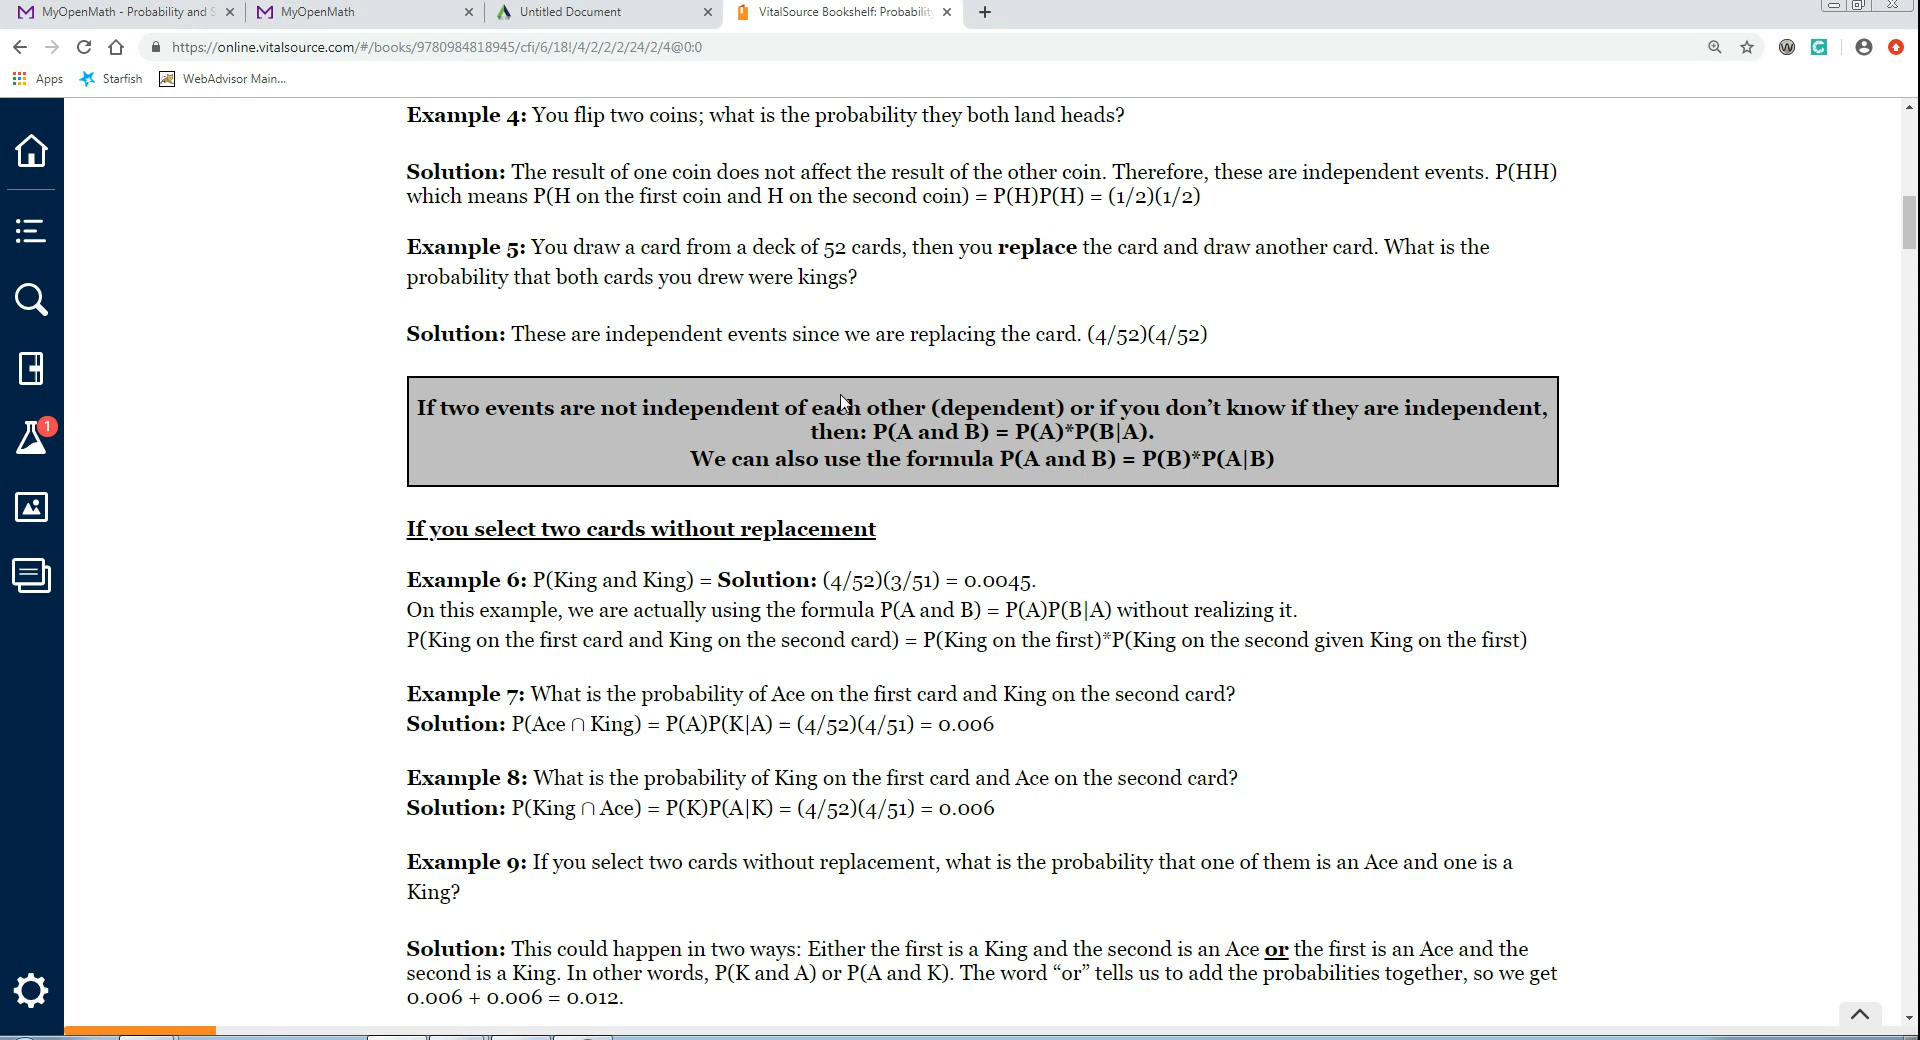 MyOpenMath - Probability and S
MyOpenMath
Untitled Document
VitalSource Bookshelf: Probability
https://online.vitalsource.com/#/books/9780984818945/cfi/6/18!/4/2/2/2/24/2/4@0:0
Apps
Starfish
WebAdvisor Main...
Example 4: You flip two coins; what is the probability they both land heads?
Solution: The result of one coin does not affect the result of the other coin. Therefore, these are independent events. P(HH)
which means P(H on the first coin and H on the second coin) = P(H)P(H) = (1/2)(1/2)
Example 5: You draw a card from a deck of 52 cards, then you replace the card and draw another card. What is the
probability that both cards you drew were kings?
Solution: These are independent events since we are replacing the card. (4/52)(4/52)
If two events are not independent of each other (dependent) or if you don’t know if they are independent,
then: P(A and B) = P(A)*P(B|A).
We can also use the formula P(A and B) = P(B)*P(A|B)
1
If you select two cards without replacement
Example 6: P(King and King) = Solution: (4/52)(3/51) = 0.0045.
On this example, we are actually using the formula P(A and B) = P(A)P(B|A) without realizing it.
P(King on the first card and King on the second card) = P(King on the first)*P(King on the second given King on the first)
Example 7: What is the probability of Ace on the first card and King on the second card?
Solution: P(Ace ∩ King) = P(A)P(K|A) = (4/52)(4/51) = 0.006
Example 8: What is the probability of King on the first card and Ace on the second card?
Solution: P(King ∩ Ace) = P(K)P(A|K) = (4/52)(4/51) = 0.006
Example 9: If you select two cards without replacement, what is the probability that one of them is an Ace and one is a
King?
Solution: This could happen in two ways: Either the first is a King and the second is an Ace or the first is an Ace and the
second is a King. In other words, P(K and A) or P(A and K). The word “or” tells us to add the probabilities together, so we get
0.006 + 0.006 = 0.012.